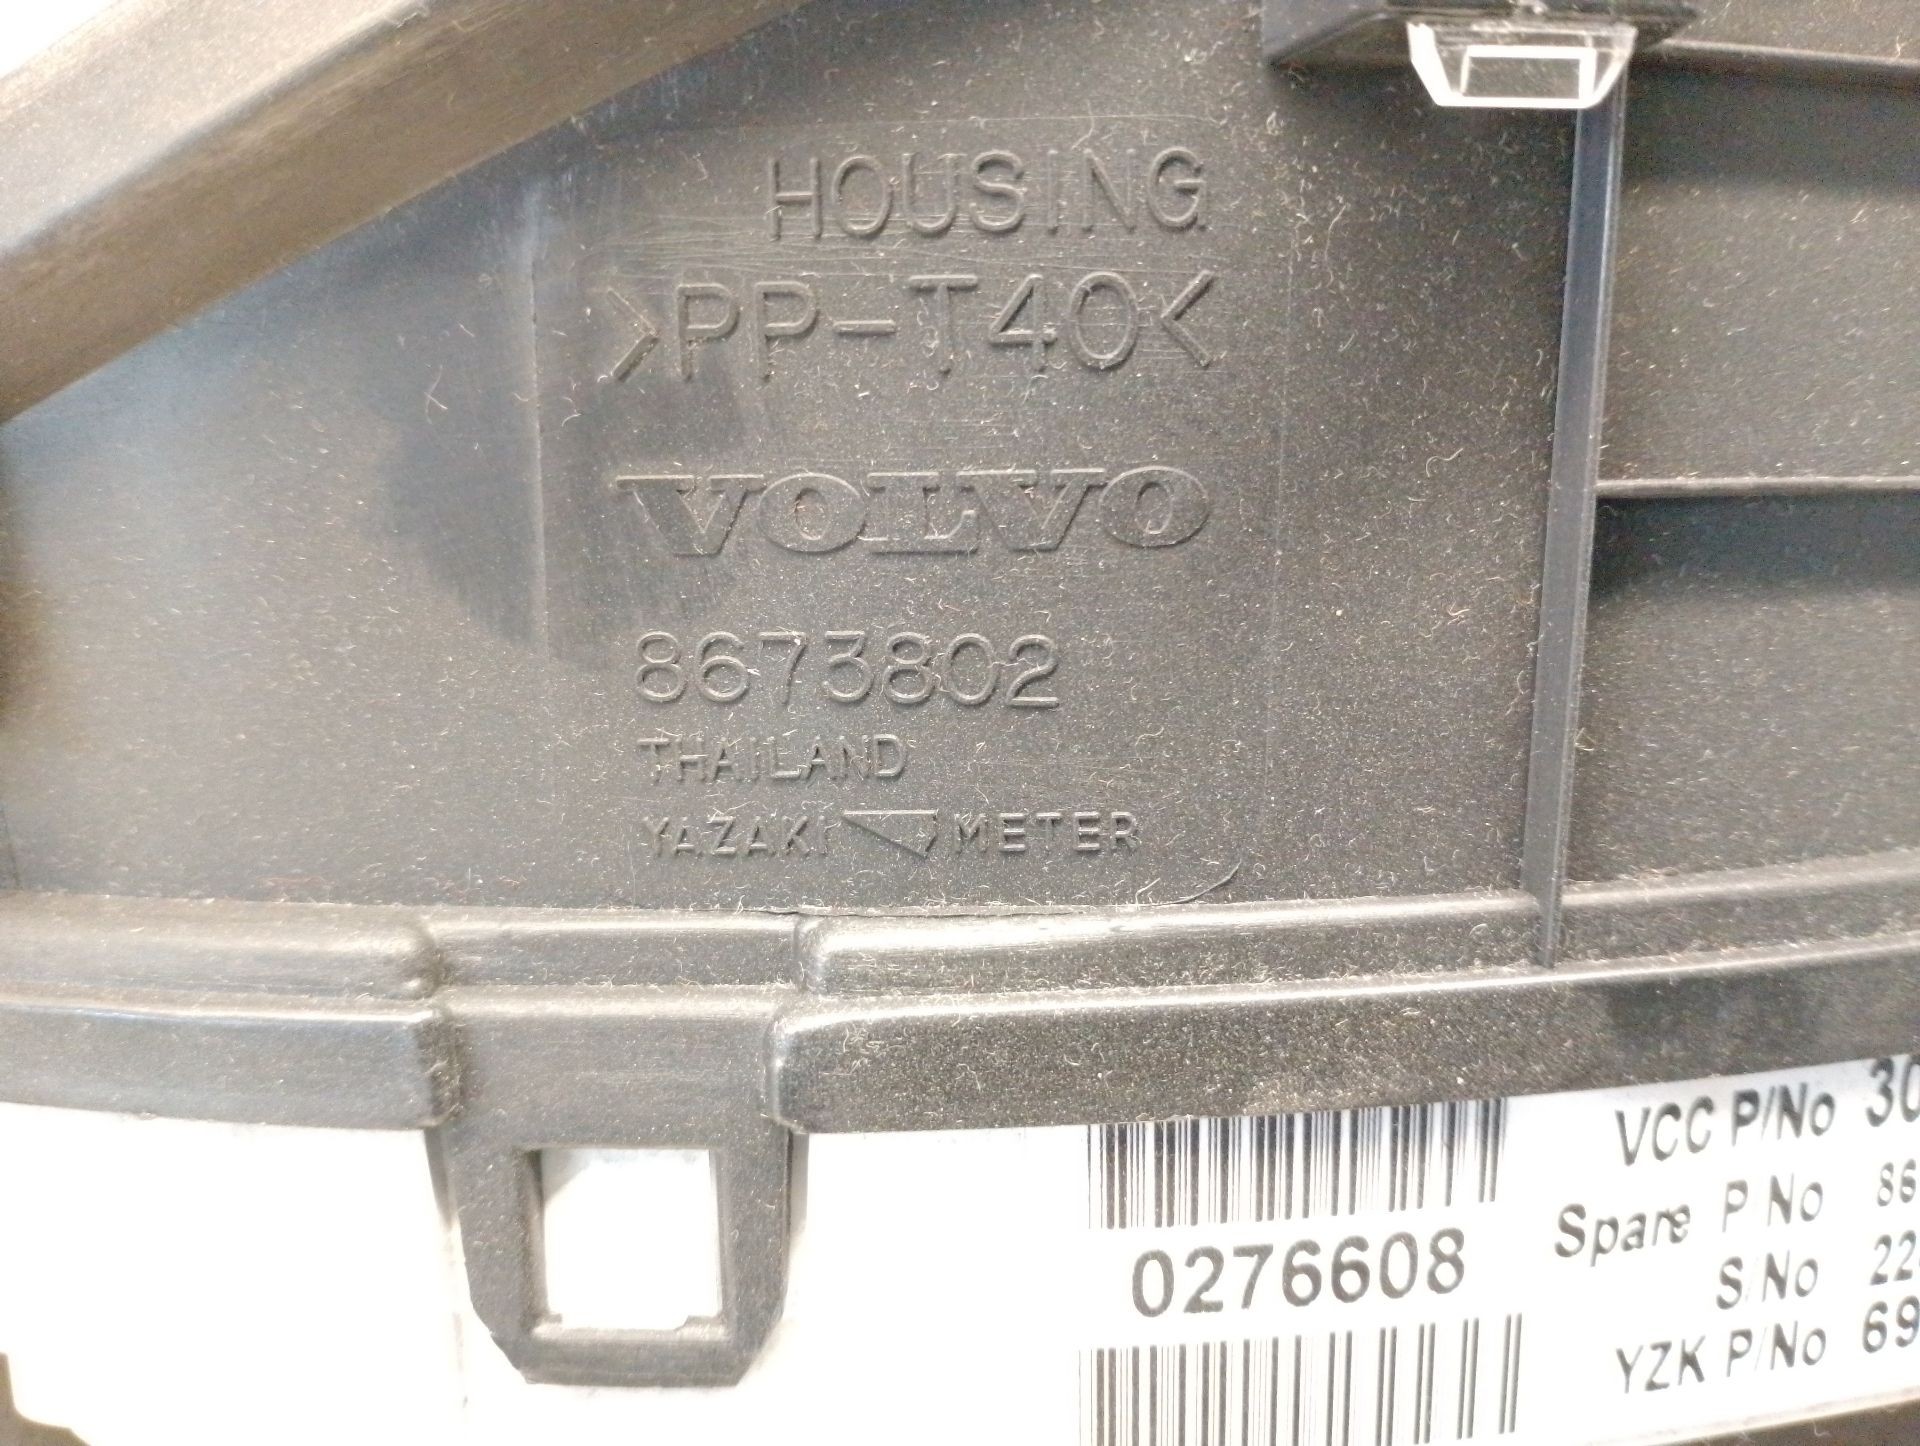 HOUSING
>PP-T40<
VOLVO
8673802
THAILAND
YAZAKI METER
VCC P/No 30
Spare P/No 86
0276608
S/No 22
YZK P/No 69